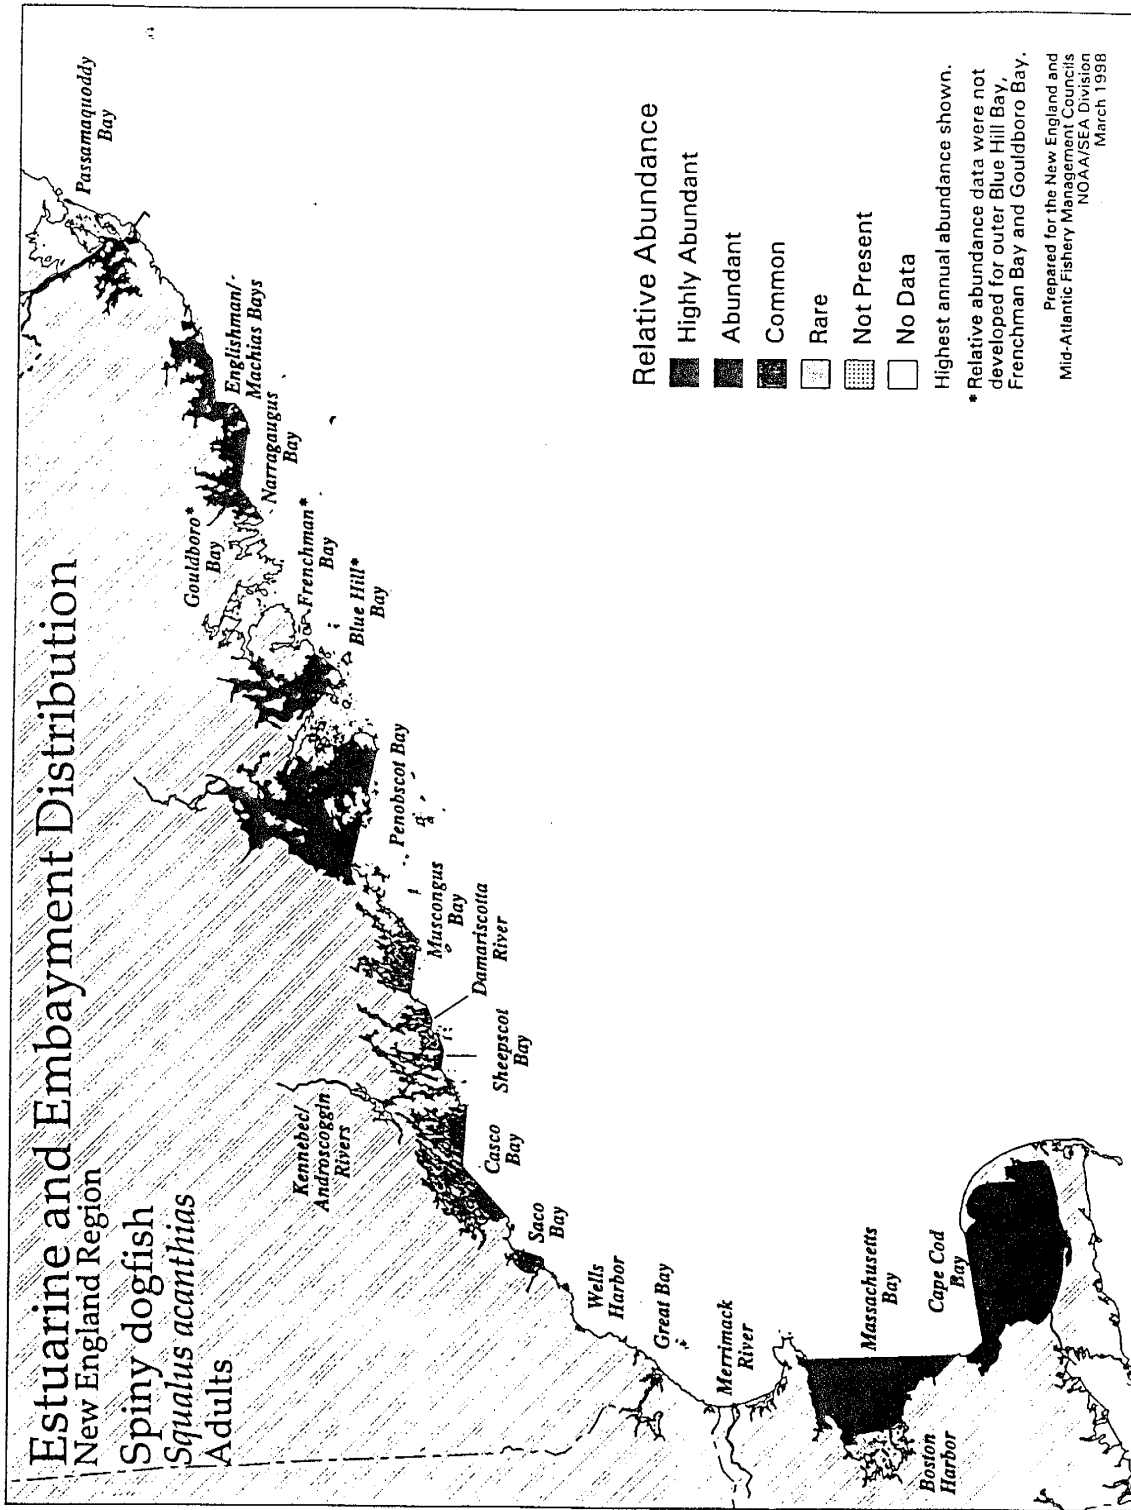 Estuarine and Embayment Distribution
New England Region
Spiny dogfish
Squalus acanthias
Adults
Passamaquoddy
Bay
Englishman/
Machias Bays
Narragaugus
Bay
Gouldboro*
Bay
Frenchman*
Bay
Blue Hill*
Bay
Penobscot Bay
Muscongus
Bay
Damariscotta
River
Sheepscot
Bay
Kennebec/
Androscoggin
Rivers
Casco
Bay
Saco
Bay
Wells
Harbor
Great Bay
Merrimack
River
Massachusetts
Bay
Boston
Harbor
Cape Cod
Bay
Relative Abundance
Highly Abundant
Abundant
Common
Rare
Not Present
No Data
Highest annual abundance shown.
* Relative abundance data were not
developed for outer Blue Hill Bay,
Frenchman Bay and Gouldboro Bay.
Prepared for the New England and
Mid-Atlantic Fishery Management Councils
NOAA/SEA Division
March 1998